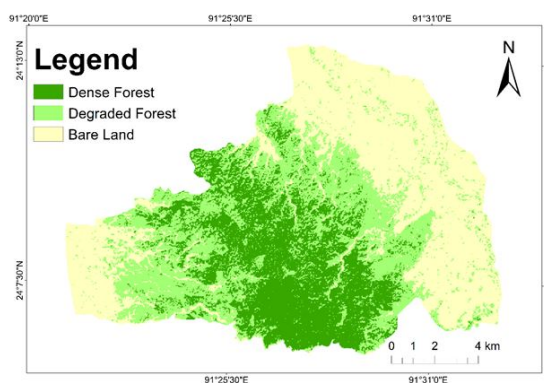 91°20'0"E 91°25'30"E 91°31'0"E
24°13'0"N
Legend
Dense Forest
Degraded Forest
Bare Land
N
24°7'30"N
0 1 2 4 km
91°25'30"E 91°31'0"E